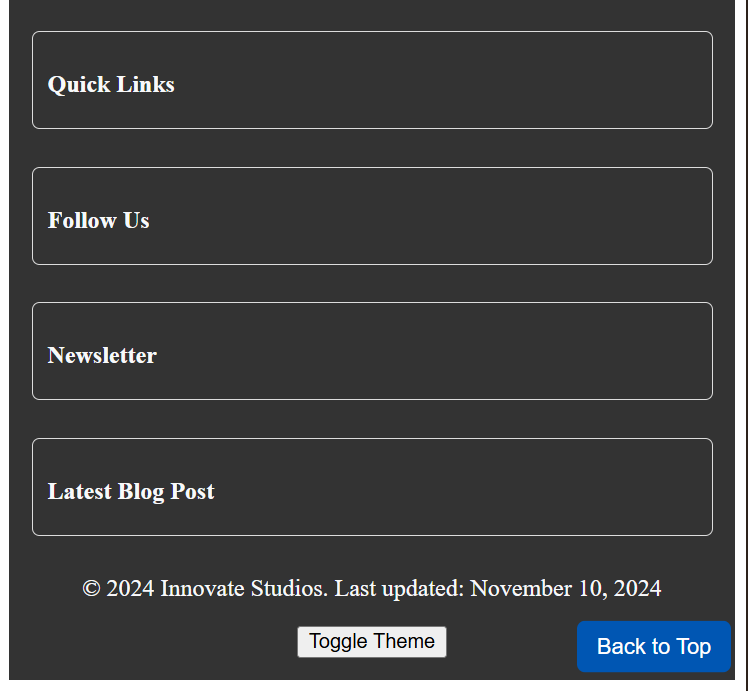 Quick Links
Follow Us
Newsletter
Latest Blog Post
© 2024 Innovate Studios. Last updated: November 10, 2024
Toggle Theme
Back to Top